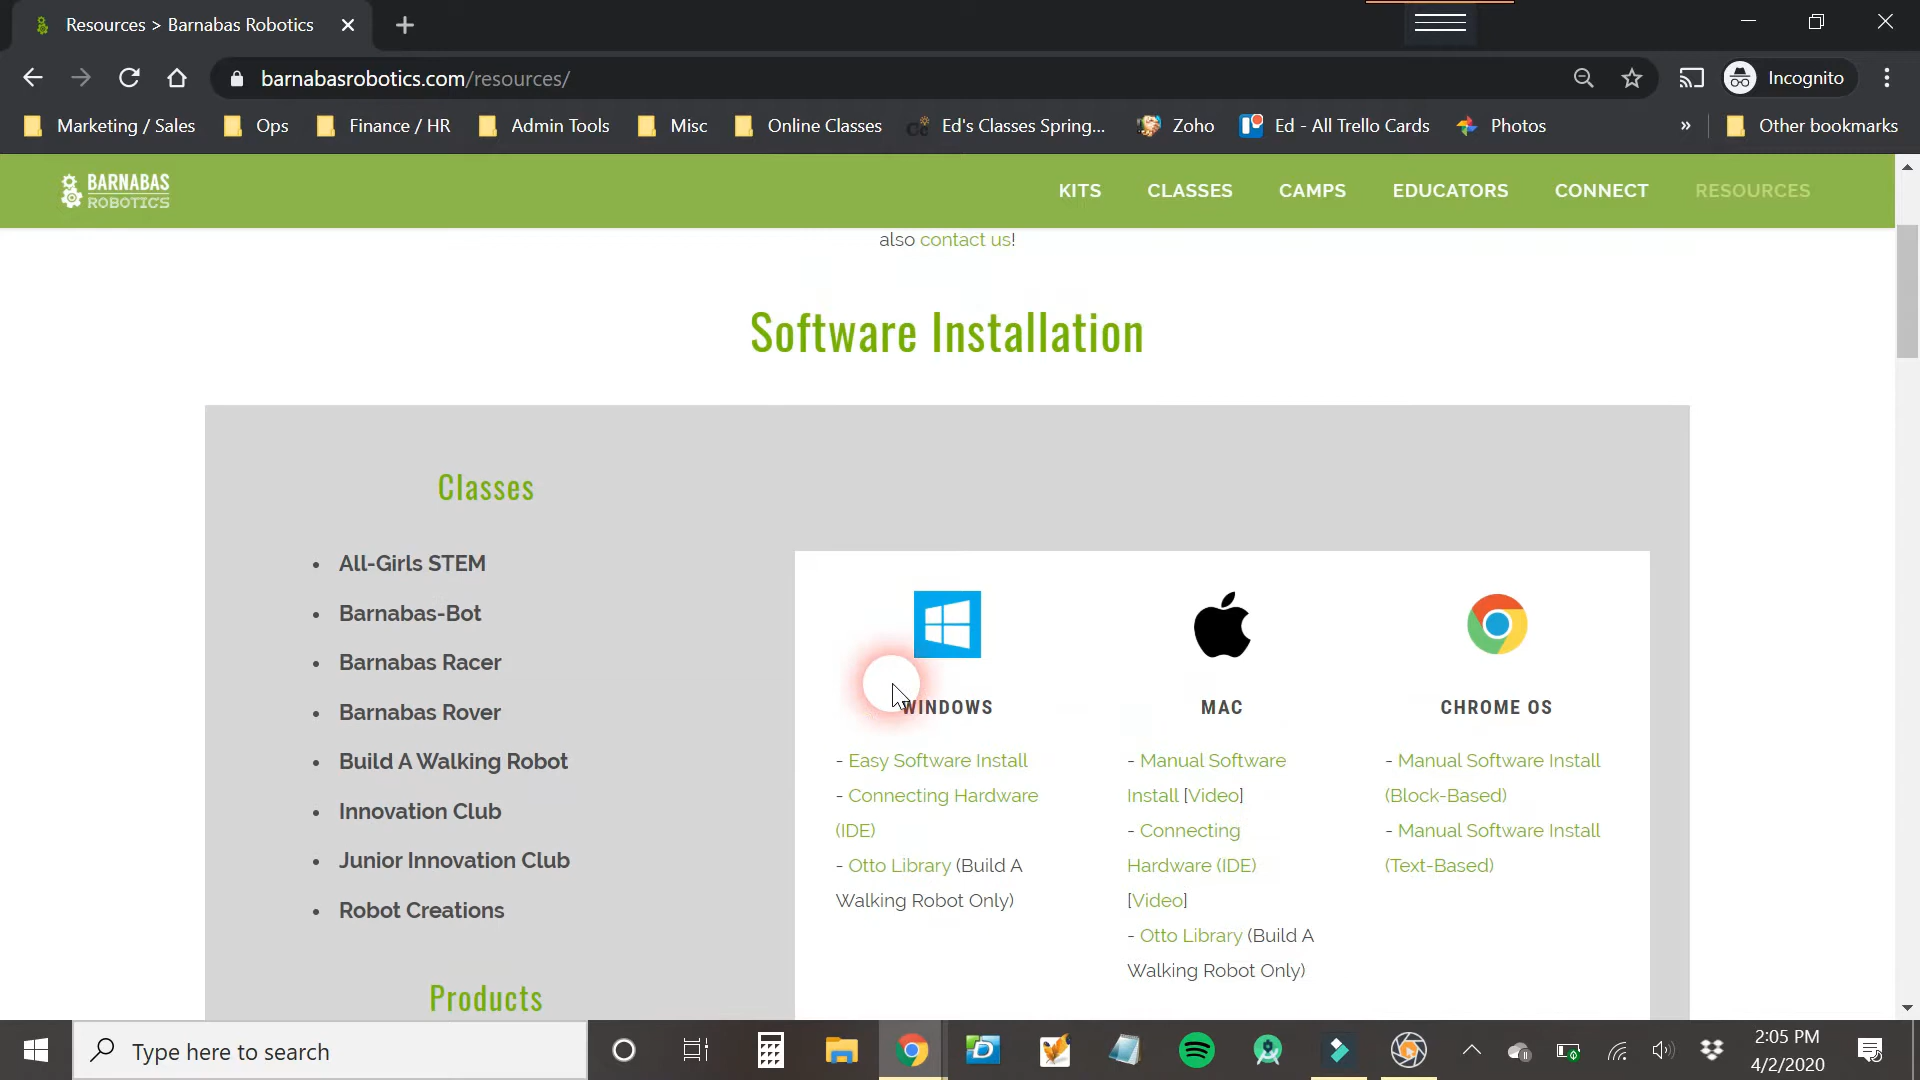 Resources > Barnabas Robotics
barnabasrobotics.com/resources/
Incognito
Marketing / Sales
Ops
Finance / HR
Admin Tools
Misc
Online Classes
Ed's Classes Spring...
Zoho
Ed - All Trello Cards
Photos
»
Other bookmarks
BARNABAS
ROBOTICS
KITS
CLASSES
CAMPS
EDUCATORS
CONNECT
RESOURCES
also contact us!
Software Installation
Classes
• All-Girls STEM
• Barnabas-Bot
• Barnabas Racer
• Barnabas Rover
• Build A Walking Robot
• Innovation Club
• Junior Innovation Club
• Robot Creations
Products
WINDOWS
- Easy Software Install
- Connecting Hardware
(IDE)
- Otto Library (Build A
Walking Robot Only)
MAC
- Manual Software
Install [Video]
- Connecting
Hardware (IDE)
[Video]
- Otto Library (Build A
Walking Robot Only)
CHROME OS
- Manual Software Install
(Block-Based)
- Manual Software Install
(Text-Based)
Type here to search
2:05 PM
4/2/2020